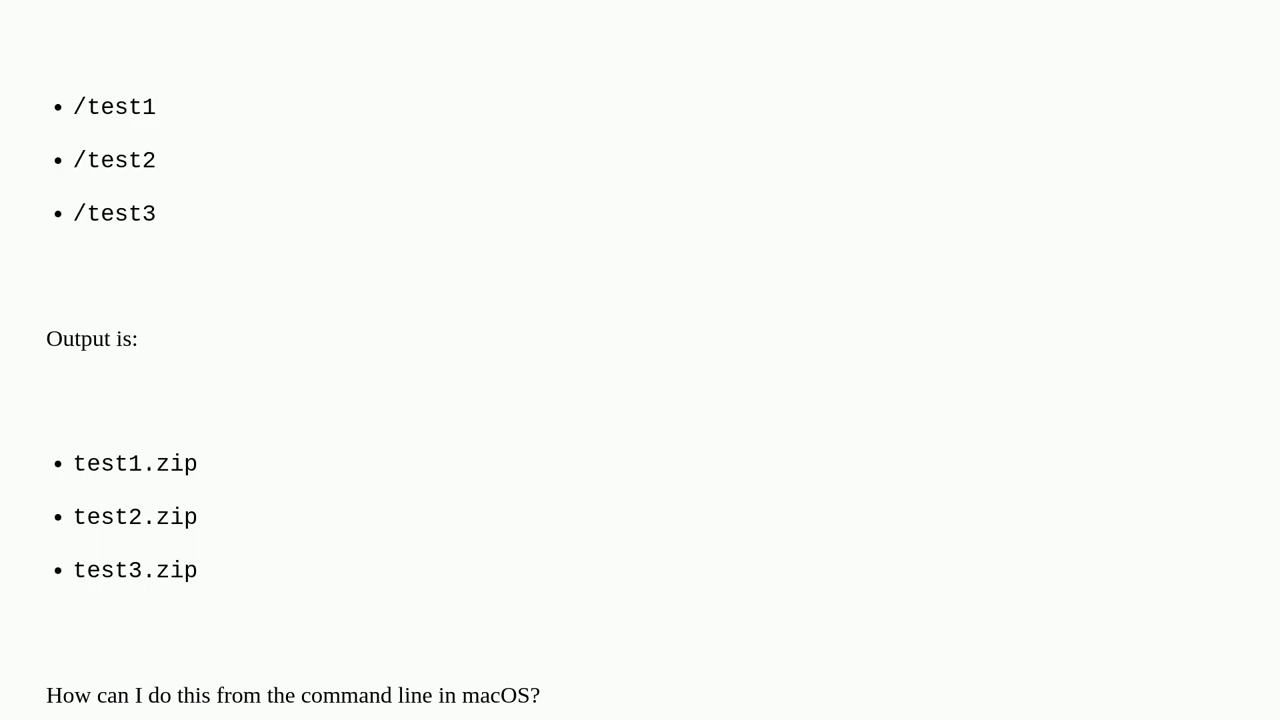 • /test1
• /test2
• /test3
Output is:
• test1.zip
• test2.zip
• test3.zip
How can I do this from the command line in macOS?